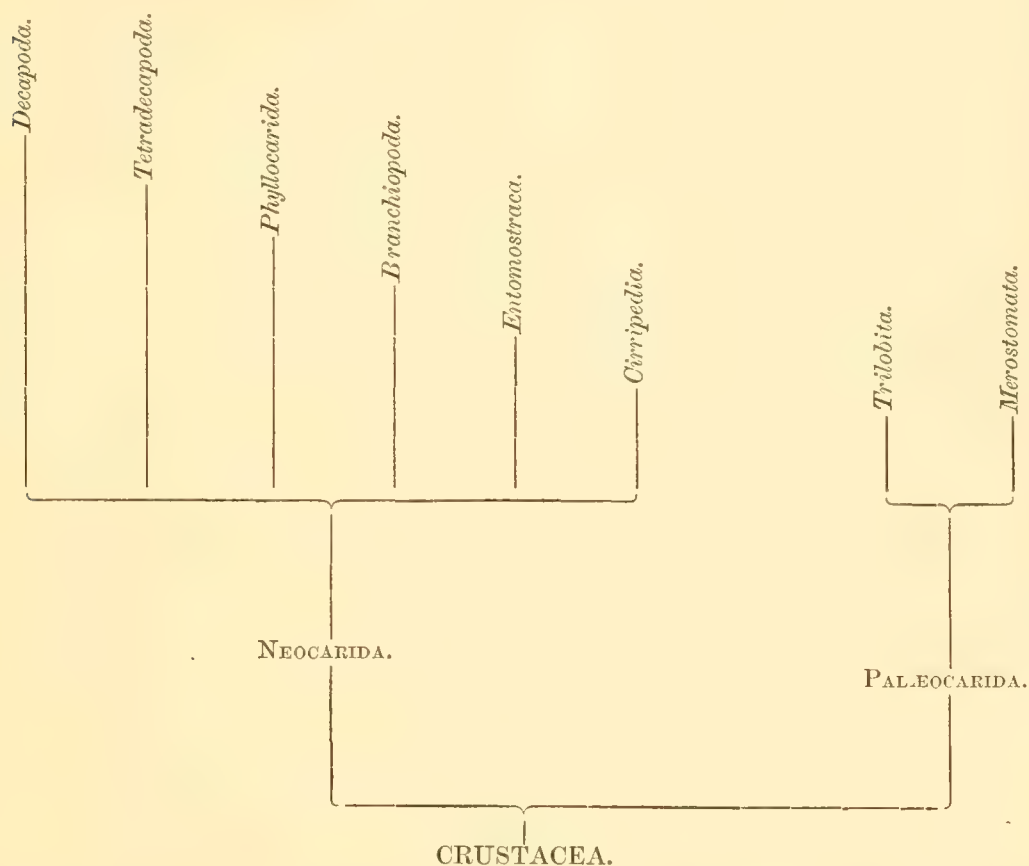 Decapoda.
Tetradecapoda.
Phyllocarida.
Branchiopoda.
Entomostraca.
Cirripedia.
Trilobita.
Merostomata.
NEOCARIDA.
PALÆOCARIDA.
CRUSTACEA.